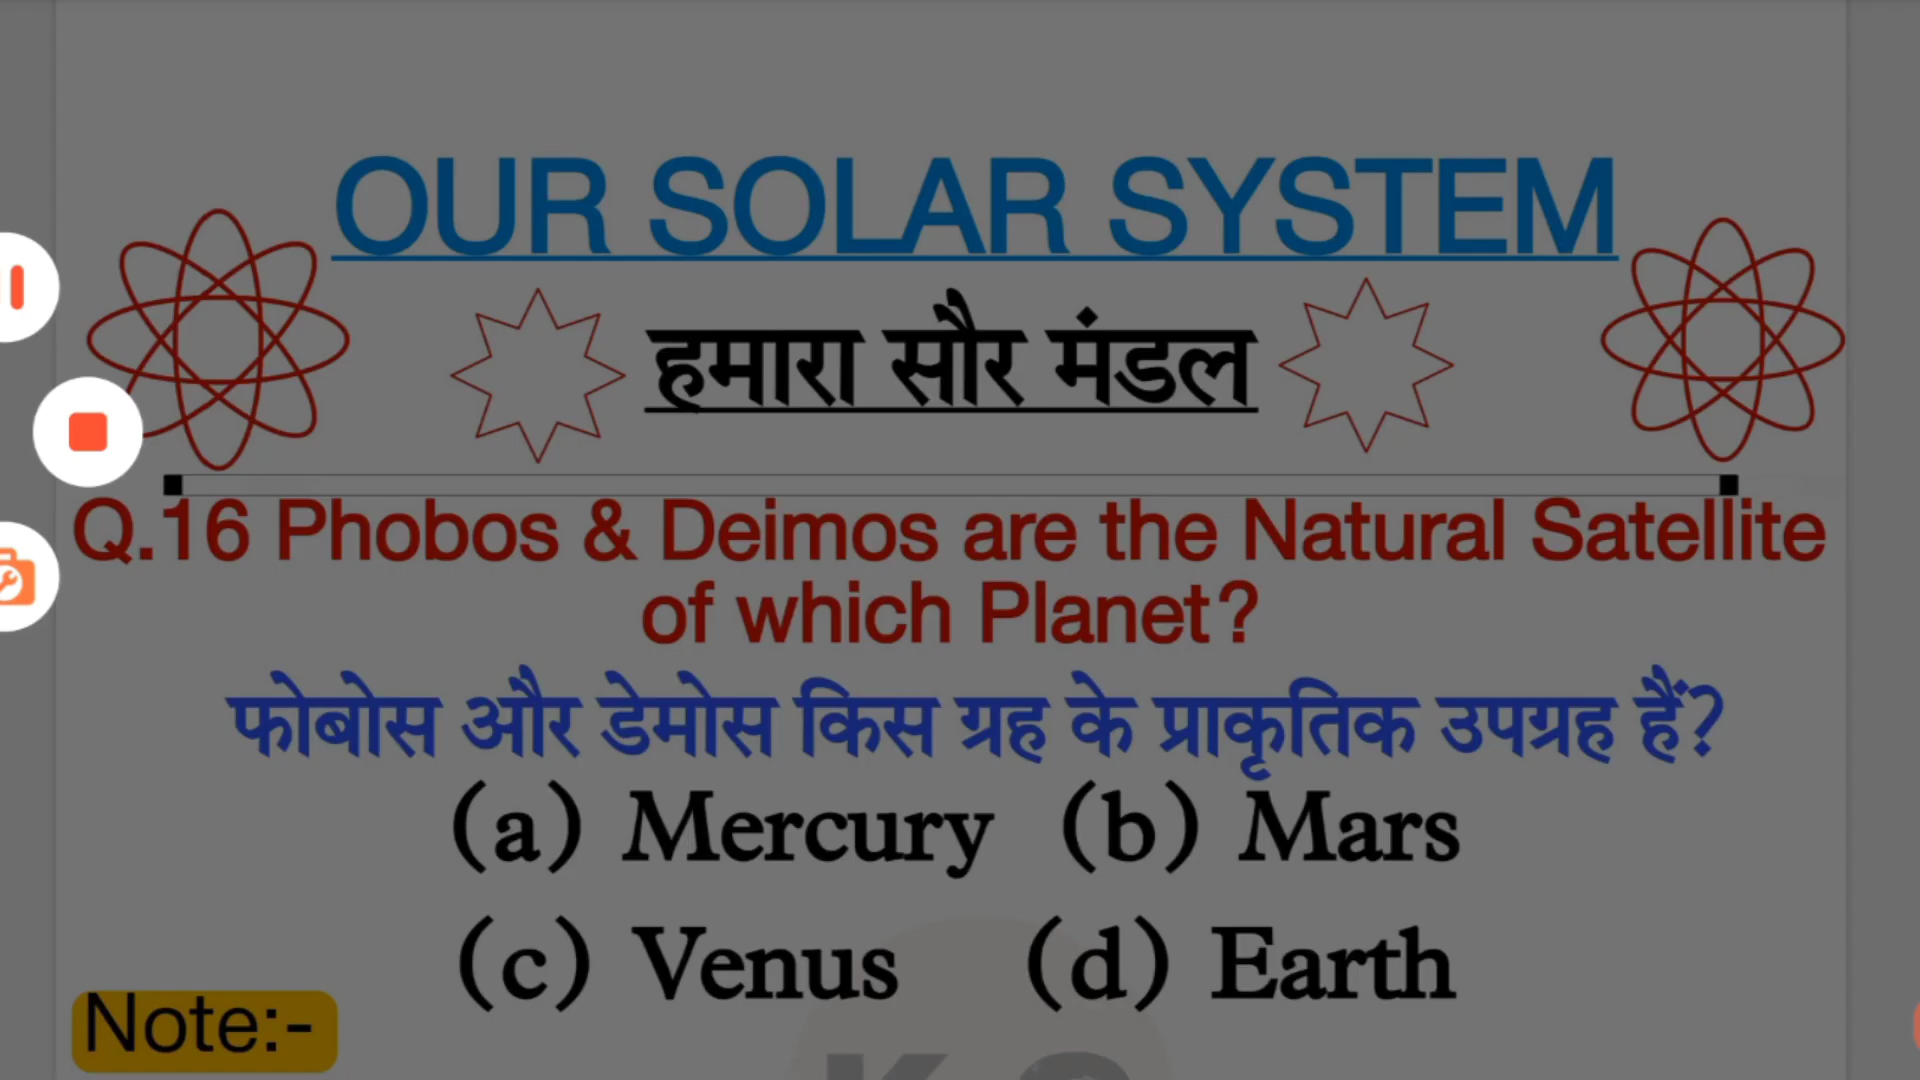 OUR SOLAR SYSTEM
हमारा सौर मंडल
Q.16 Phobos & Deimos are the Natural Satellite
of which Planet?
फोबोस और डेमोस किस ग्रह के प्राकृतिक उपग्रह हैं?
(a) Mercury (b) Mars
(c) Venus (d) Earth
Note:-